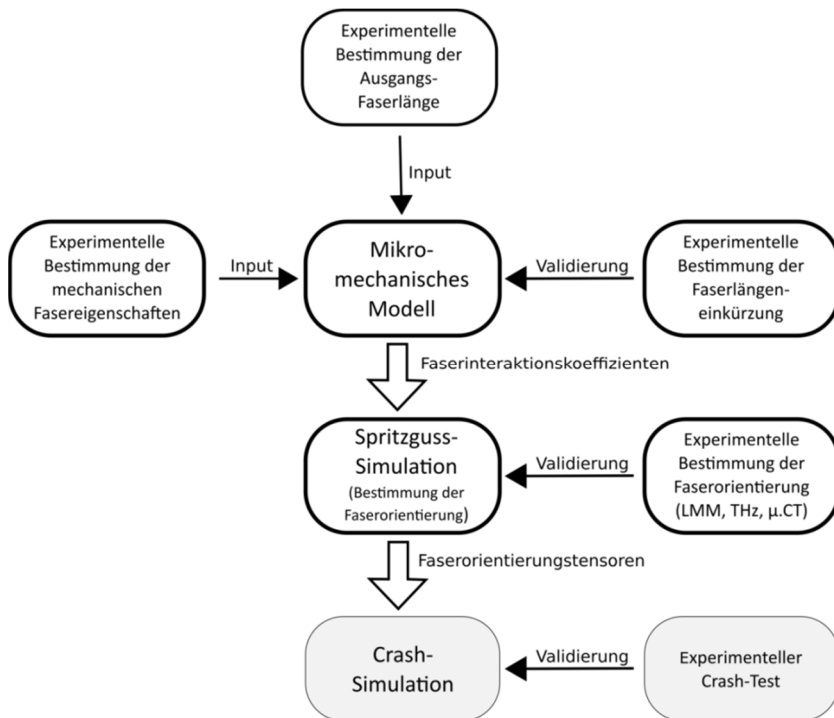 Experimentelle
Bestimmung der
Ausgangs-
Faserlänge
Input
Experimentelle
Bestimmung der
mechanischen
Fasereigenschaften
Input
Mikro-
mechanisches
Modell
Validierung
Experimentelle
Bestimmung der
Faserlängen-
einkürzung
Faserinteraktionskoeffizienten
Spritzguss-
Simulation
(Bestimmung der
Faserorientierung)
Validierung
Experimentelle
Bestimmung der
Faserorientierung
(LMM, THz, µ.CT)
Faserorientierungstensoren
Crash-
Simulation
Validierung
Experimenteller
Crash-Test